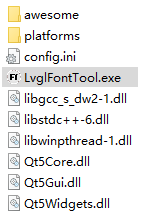 awesome
platforms
config.ini
LvglFontTool.exe
libgcc_s_dw2-1.dll
libstdc++-6.dll
libwinpthread-1.dll
Qt5Core.dll
Qt5Gui.dll
Qt5Widgets.dll